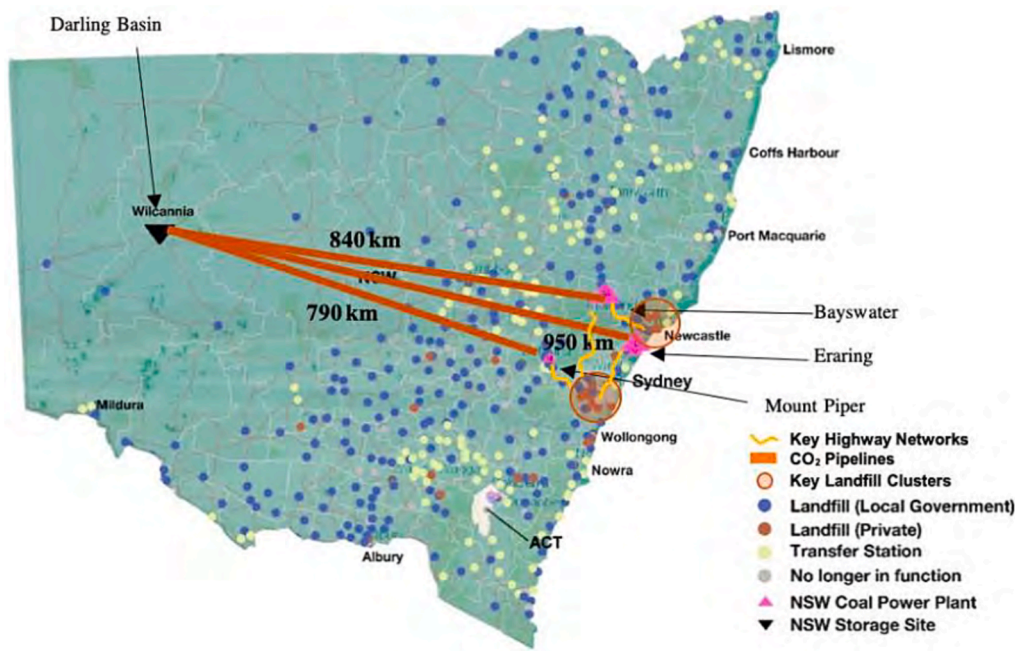 Darling Basin
Lismore
Coffs Harbour
Wilcannia
Port Macquarie
840 km
NSW
790 km
Bayswater
950 km
Newcastle
Eraring
Sydney
Mount Piper
Mildura
Wollongong
Nowra
ACT
Albury
Key Highway Networks
CO₂ Pipelines
Key Landfill Clusters
Landfill (Local Government)
Landfill (Private)
Transfer Station
No longer in function
NSW Coal Power Plant
NSW Storage Site